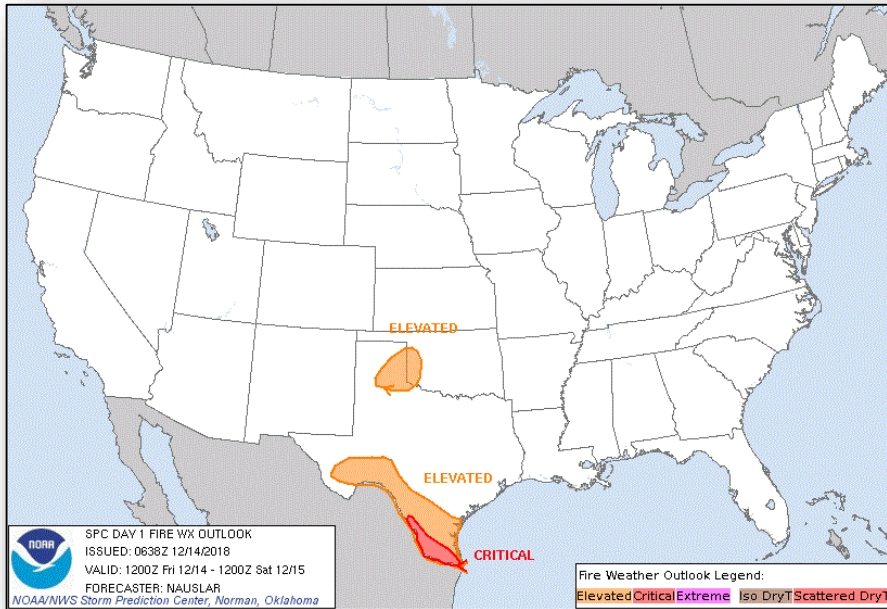 ELEVATED
ELEVATED
CRITICAL
NOAA
SPC DAY 1 FIRE WX OUTLOOK
ISSUED: 0638Z 12/14/2018
VALID: 1200Z Fri 12/14 - 1200Z Sat 12/15
FORECASTER: NAUSLAR
NOAA/NWS Storm Prediction Center, Norman, Oklahoma
Fire Weather Outlook Legend:
Elevated Critical Extreme Iso DryT Scattered DryT